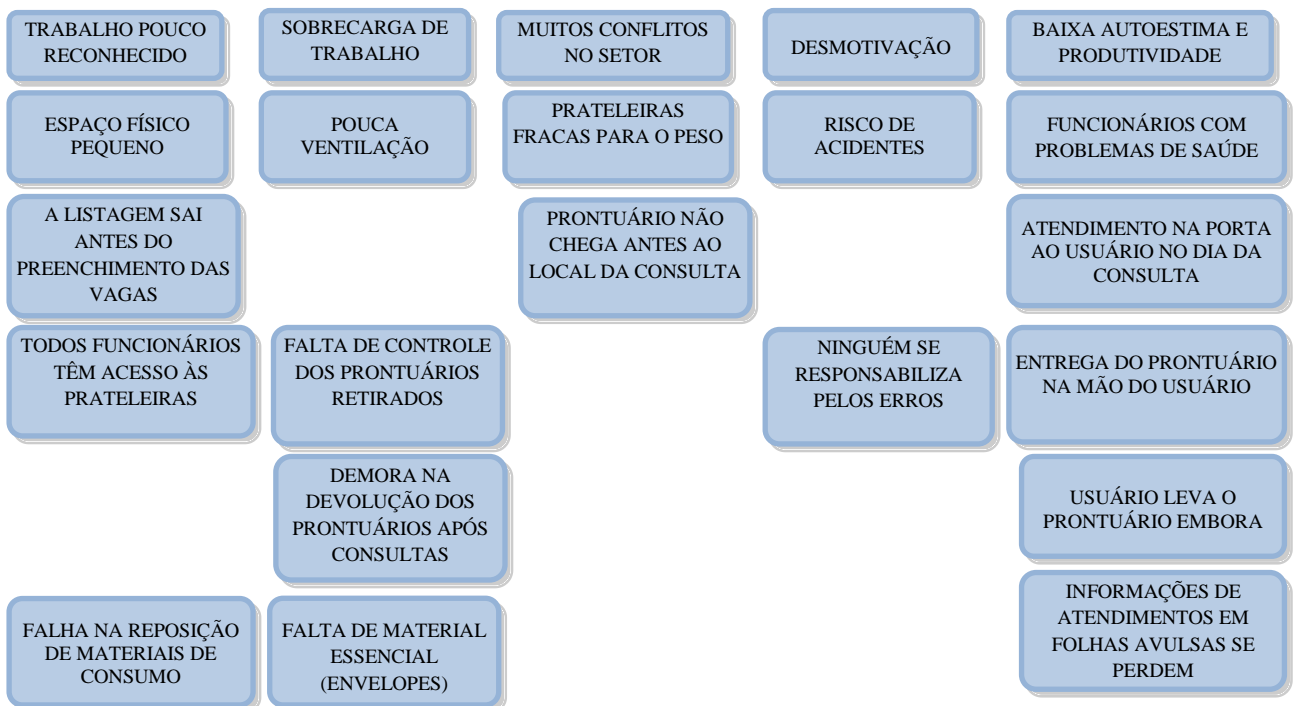 TRABALHO POUCO
RECONHECIDO
SOBRECARGA DE
TRABALHO
MUITOS CONFLITOS
NO SETOR
DESMOTIVAÇÃO
BAIXA AUTOESTIMA E
PRODUTIVIDADE
ESPAÇO FÍSICO
PEQUENO
POUCA
VENTILAÇÃO
PRATELEIRAS
FRACAS PARA O PESO
RISCO DE
ACIDENTES
FUNCIONÁRIOS COM
PROBLEMAS DE SAÚDE
A LISTAGEM SAI
ANTES DO
PREENCHIMENTO DAS
VAGAS
PRONTUÁRIO NÃO
CHEGA ANTES AO
LOCAL DA CONSULTA
ATENDIMENTO NA PORTA
AO USUÁRIO NO DIA DA
CONSULTA
TODOS FUNCIONÁRIOS
TÊM ACESSO ÀS
PRATELEIRAS
FALTA DE CONTROLE
DOS PRONTUÁRIOS
RETIRADOS
NINGUÉM SE
RESPONSABILIZA
PELOS ERROS
ENTREGA DO PRONTUÁRIO
NA MÃO DO USUÁRIO
DEMORA NA
DEVOLUÇÃO DOS
PRONTUÁRIOS APÓS
CONSULTAS
USUÁRIO LEVA O
PRONTUÁRIO EMBORA
FALHA NA REPOSIÇÃO
DE MATERIAIS DE
CONSUMO
FALTA DE MATERIAL
ESSENCIAL
(ENVELOPES)
INFORMAÇÕES DE
ATENDIMENTOS EM
FOLHAS AVULSAS SE
PERDEM